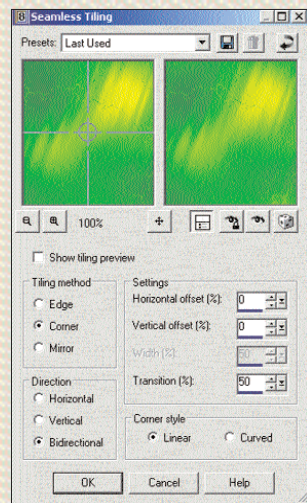 Seamless Tiling
Presets: Last Used
100%
Show tiling preview
Tiling method
Edge
Corner
Mirror
Settings
Horizontal offset (%): 0
Vertical offset (%): 0
Width (%): 50
Transition (%): 50
Direction
Horizontal
Vertical
Bidirectional
Corner style
Linear Curved
OK Cancel Help